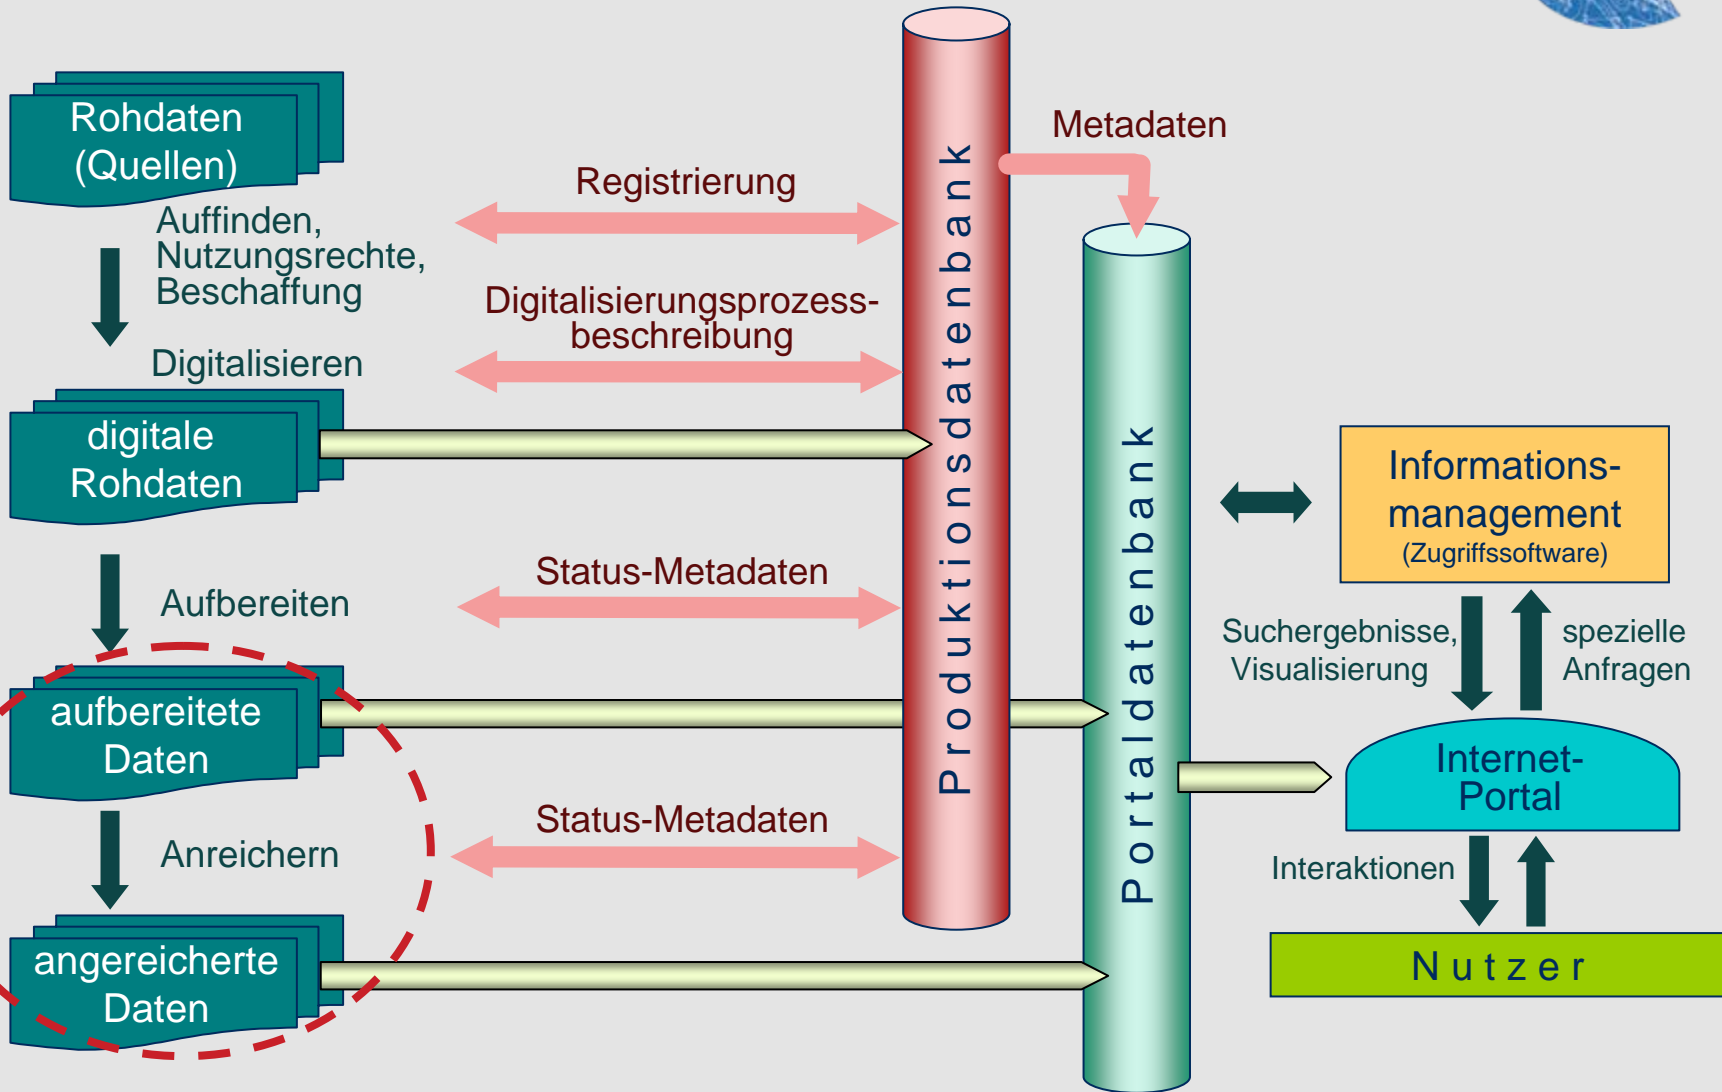 Rohdaten
(Quellen)
Auffinden,
Nutzungsrechte,
Beschaffung
Digitalisieren
digitale
Rohdaten
Aufbereiten
aufbereitete
Daten
Anreichern
angereicherte
Daten
Registrierung
Digitalisierungsprozess-
beschreibung
Status-Metadaten
Status-Metadaten
Produktionsdatenbank
Metadaten
Portaldatenbank
Informations-
management
(Zugriffssoftware)
Suchergebnisse,
Visualisierung
spezielle
Anfragen
Internet-
Portal
Interaktionen
Nutzer